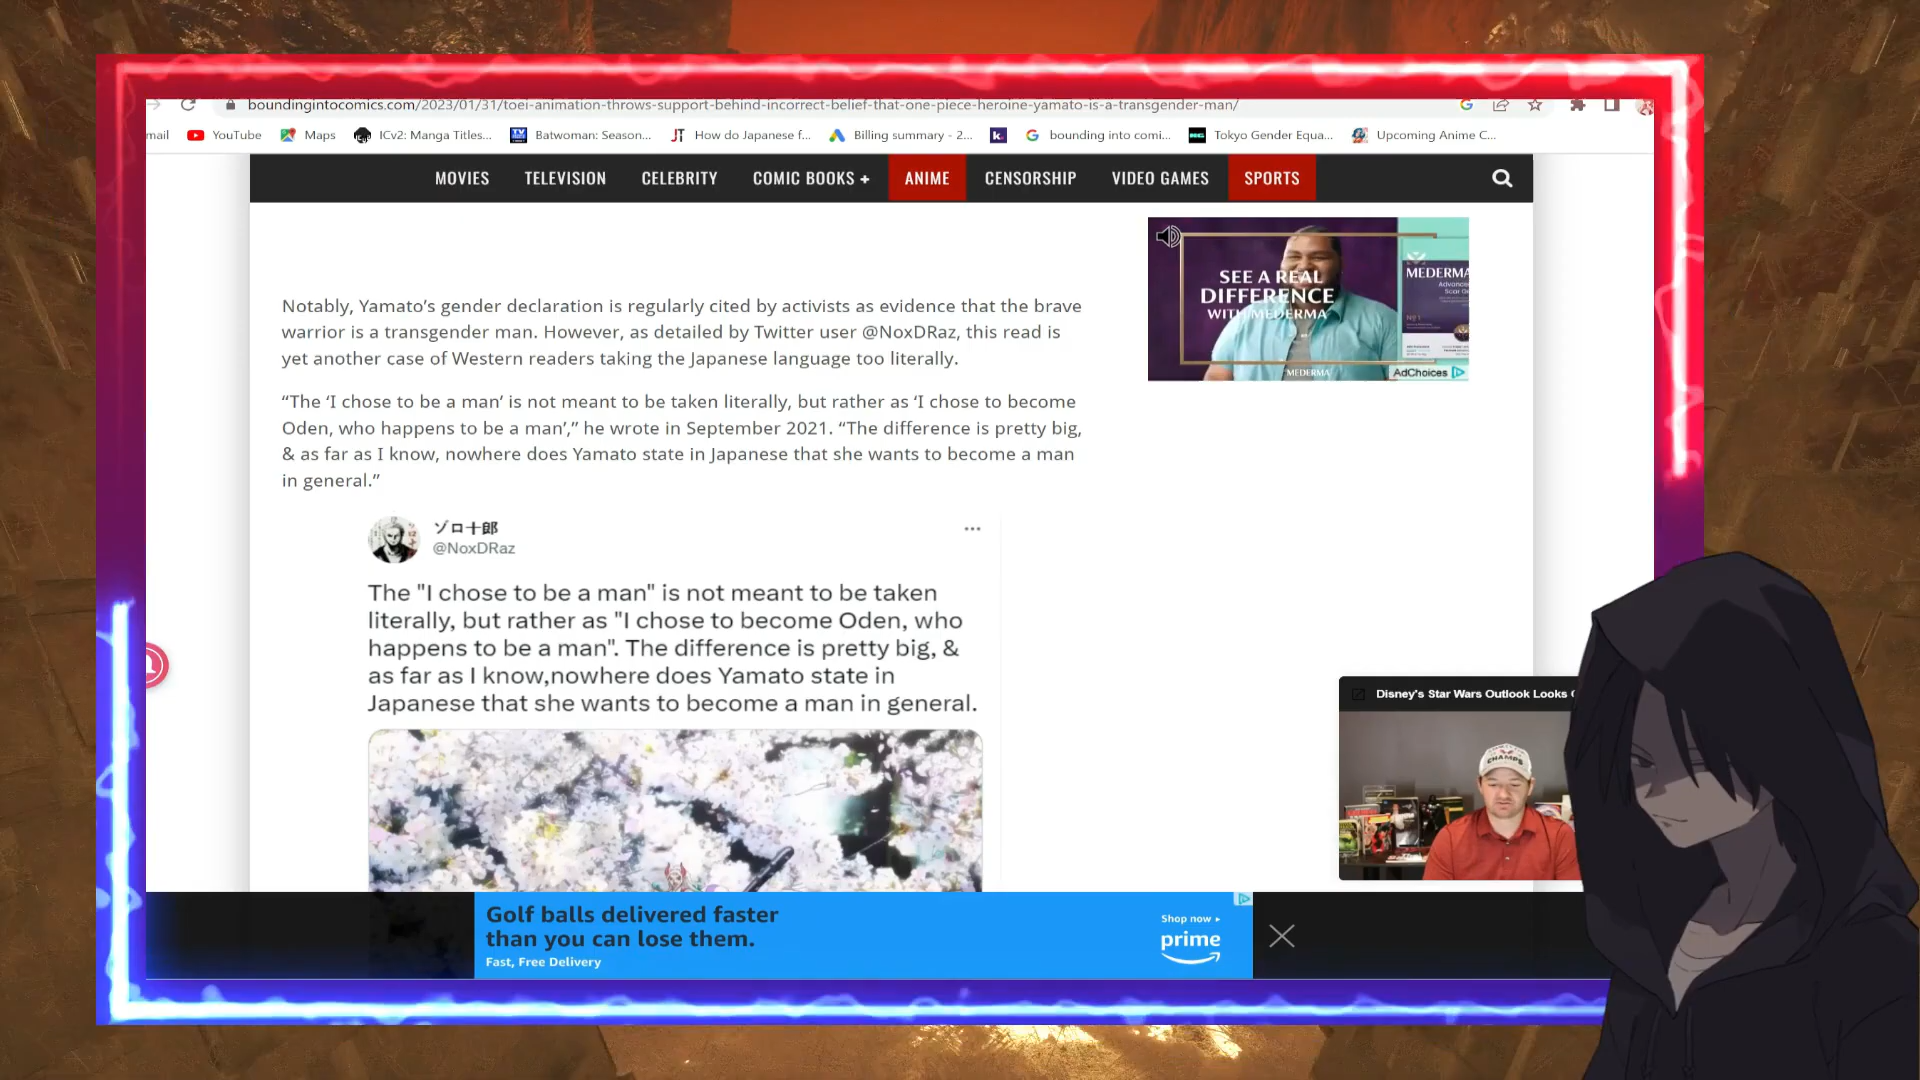 boundingintocomics.com/2023/01/31/toei-animation-throws-support-behind-incorrect-belief-that-one-piece-heroine-yamato-is-a-transgender-man/
mail YouTube Maps ICv2: Manga Titles... Batwoman: Season... How do Japanese f... Billing summary - 2... k. bounding into comi... Tokyo Gender Equa... Upcoming Anime C...
MOVIES TELEVISION CELEBRITY COMIC BOOKS + ANIME CENSORSHIP VIDEO GAMES SPORTS
SEE A REAL
DIFFERENCE
WITH MEDERMA
MEDERMA
Advanced
MEDERMA
AdChoices
Notably, Yamato's gender declaration is regularly cited by activists as evidence that the brave
warrior is a transgender man. However, as detailed by Twitter user @NoxDRaz, this read is
yet another case of Western readers taking the Japanese language too literally.
“The ‘I chose to be a man’ is not meant to be taken literally, but rather as ‘I chose to become
Oden, who happens to be a man’,” he wrote in September 2021. “The difference is pretty big,
& as far as I know, nowhere does Yamato state in Japanese that she wants to become a man
in general.”
ゾロ十郎
@NoxDRaz
The "I chose to be a man" is not meant to be taken
literally, but rather as "I chose to become Oden, who
happens to be a man". The difference is pretty big, &
as far as I know,nowhere does Yamato state in
Japanese that she wants to become a man in general.
Disney's Star Wars Outlook Looks
CHAMPS
Golf balls delivered faster
than you can lose them.
Fast, Free Delivery
Shop now
prime